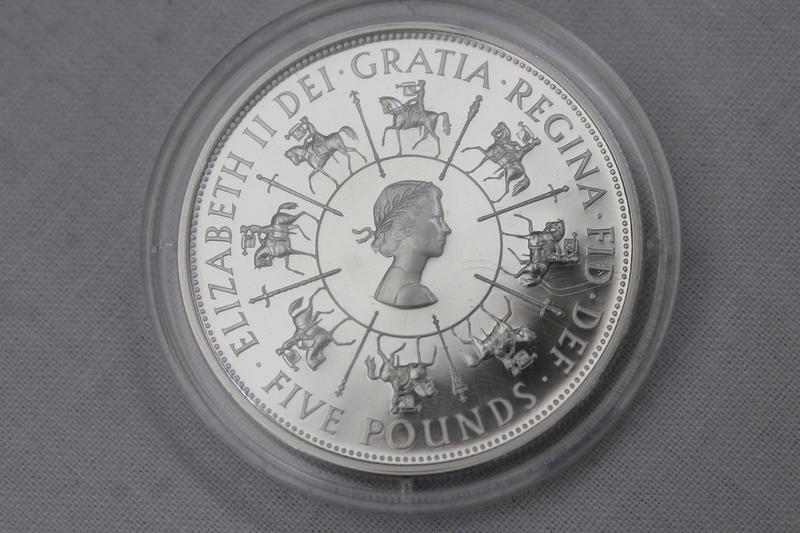 ELIZABETH II DEI · GRATIA · REGINA · FID · DEF ·
FIVE POUNDS